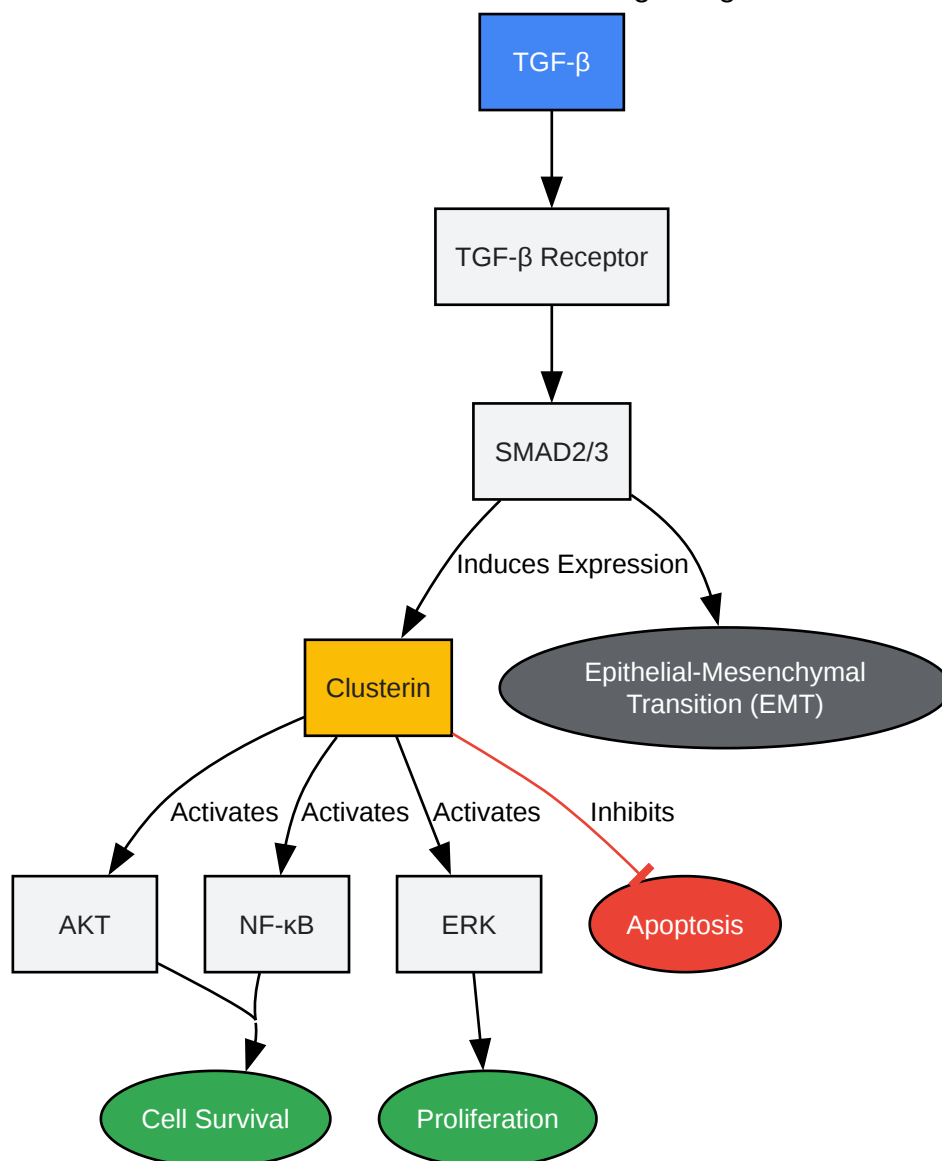 TGF-β
TGF-β Receptor
SMAD2/3
Induces Expression
Clusterin
Epithelial-Mesenchymal
Transition (EMT)
Activates
Activates
Activates
Inhibits
AKT
NF-κB
ERK
Apoptosis
Cell Survival
Proliferation